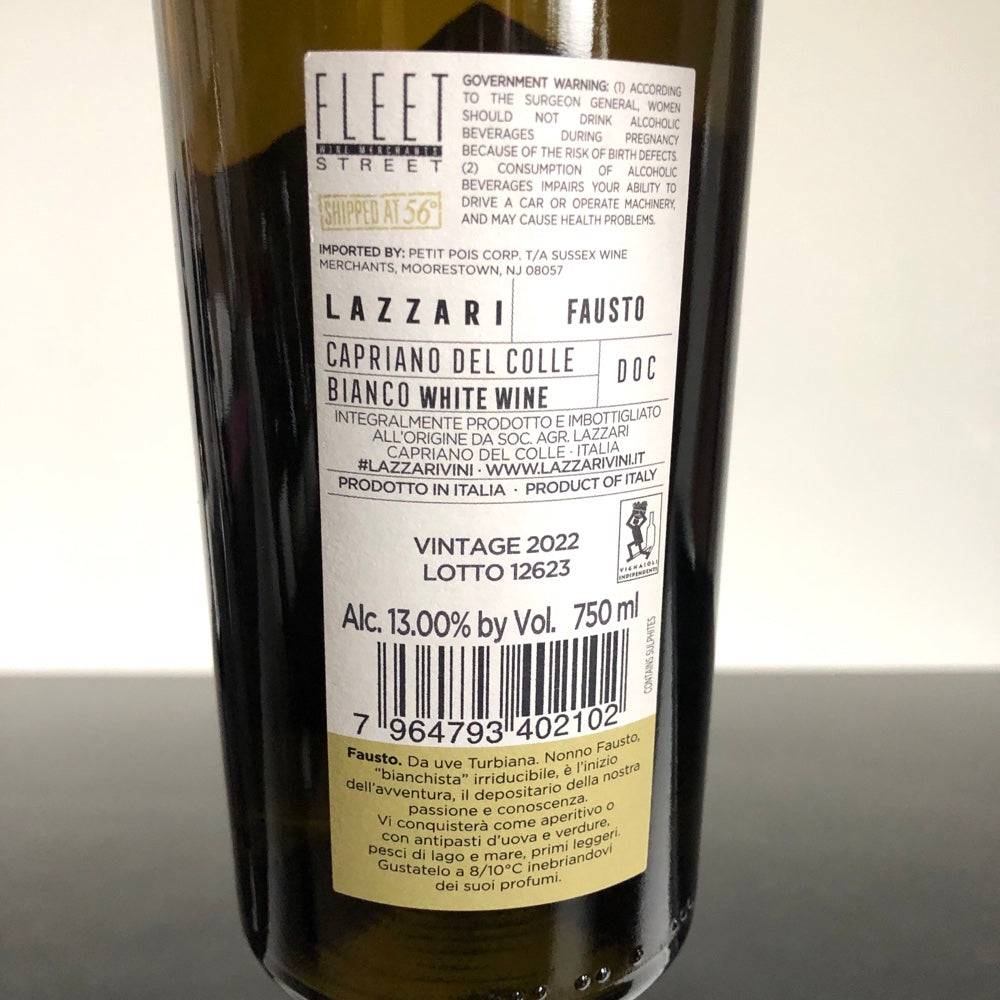 FLEET
WINE MERCHANTS
STREET
SHIPPED AT 56°
GOVERNMENT WARNING: (1) ACCORDING
TO THE SURGEON GENERAL, WOMEN
SHOULD NOT DRINK ALCOHOLIC
BEVERAGES DURING PREGNANCY
BECAUSE OF THE RISK OF BIRTH DEFECTS.
(2) CONSUMPTION OF ALCOHOLIC
BEVERAGES IMPAIRS YOUR ABILITY TO
DRIVE A CAR OR OPERATE MACHINERY,
AND MAY CAUSE HEALTH PROBLEMS.
IMPORTED BY: PETIT POIS CORP. T/A SUSSEX WINE
MERCHANTS, MOORESTOWN, NJ 08057
LAZZARI FAUSTO
CAPRIANO DEL COLLE
DOC
BIANCO WHITE WINE
INTEGRALMENTE PRODOTTO E IMBOTTIGLIATO
ALL'ORIGINE DA SOC. AGR. LAZZARI
CAPRIANO DEL COLLE · ITALIA
#LAZZARIVINI · WWW.LAZZARIVINI.IT
PRODOTTO IN ITALIA · PRODUCT OF ITALY
VINTAGE 2022
LOTTO 12623
VIGNAIOLI
INDIPENDENTI
Alc. 13.00% by Vol. 750 ml
CONTAINS SULPHITES
7 964793 402102
Fausto. Da uve Turbiana. Nonno Fausto,
"bianchista" irriducibile, è l'inizio
dell'avventura, il depositario della nostra
passione e conoscenza.
Vi conquisterà come aperitivo o
con antipasti d'uova e verdure,
pesci di lago e mare, primi leggeri.
Gustatelo a 8/10°C inebriandovi
dei suoi profumi.